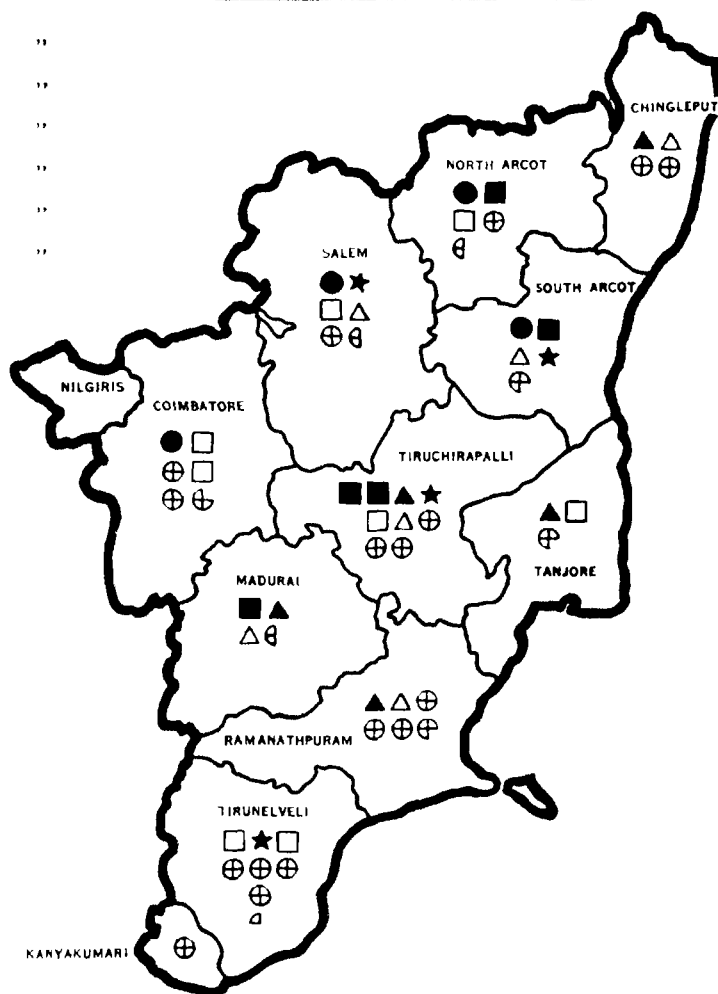 ,,
,,
CHINGLEPUT
,,
NORTH ARCOT
,,
,,
,,
SALEM
SOUTH ARCOT
NILGIRIS
COIMBATORE
TIRUCHIRAPALLI
TANJORE
MADURAI
RAMANATHPURAM
TIRUNELVELI
KANYAKUMARI